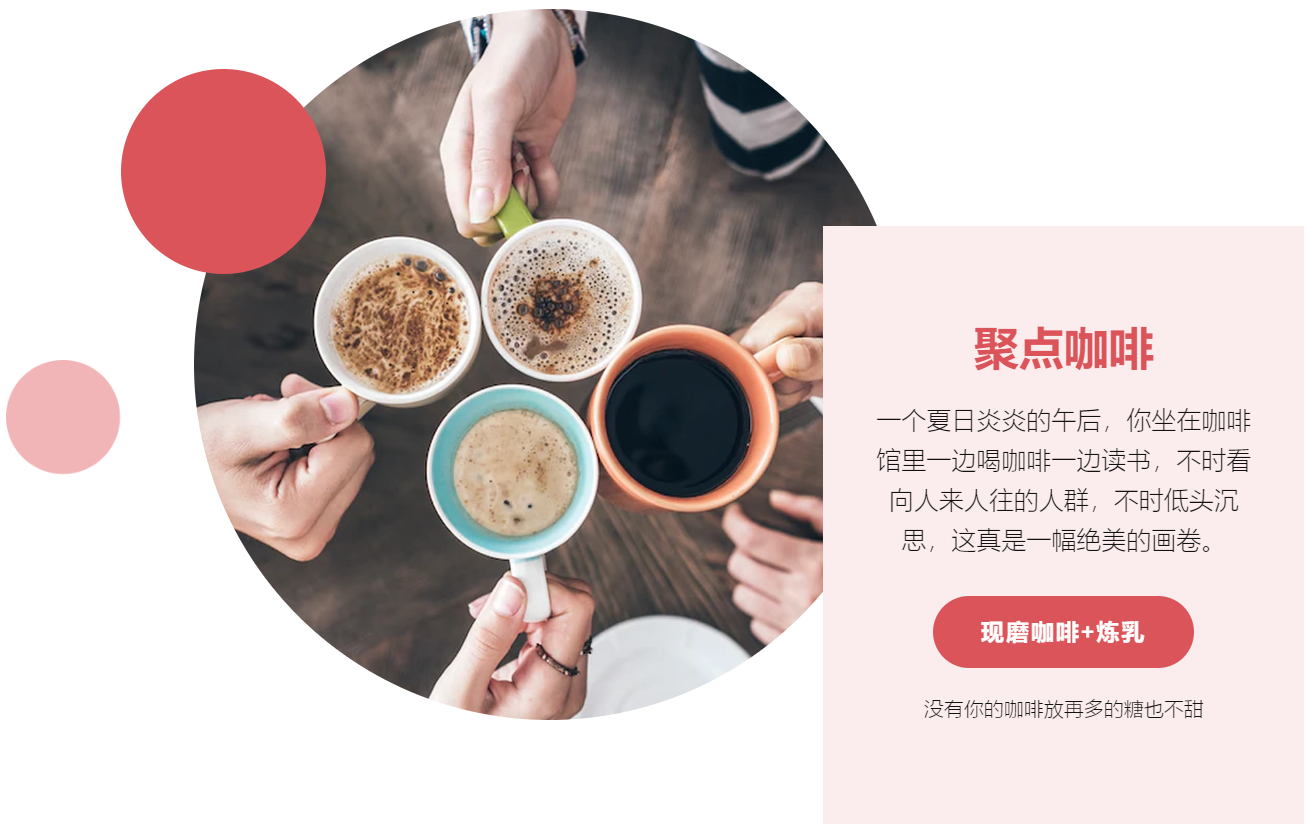 聚点咖啡
一个夏日炎炎的午后，你坐在咖啡
馆里一边喝咖啡一边读书，不时看
向人来人往的人群，不时低头沉
思，这真是一幅绝美的画卷。
现磨咖啡+炼乳
没有你的咖啡放再多的糖也不甜